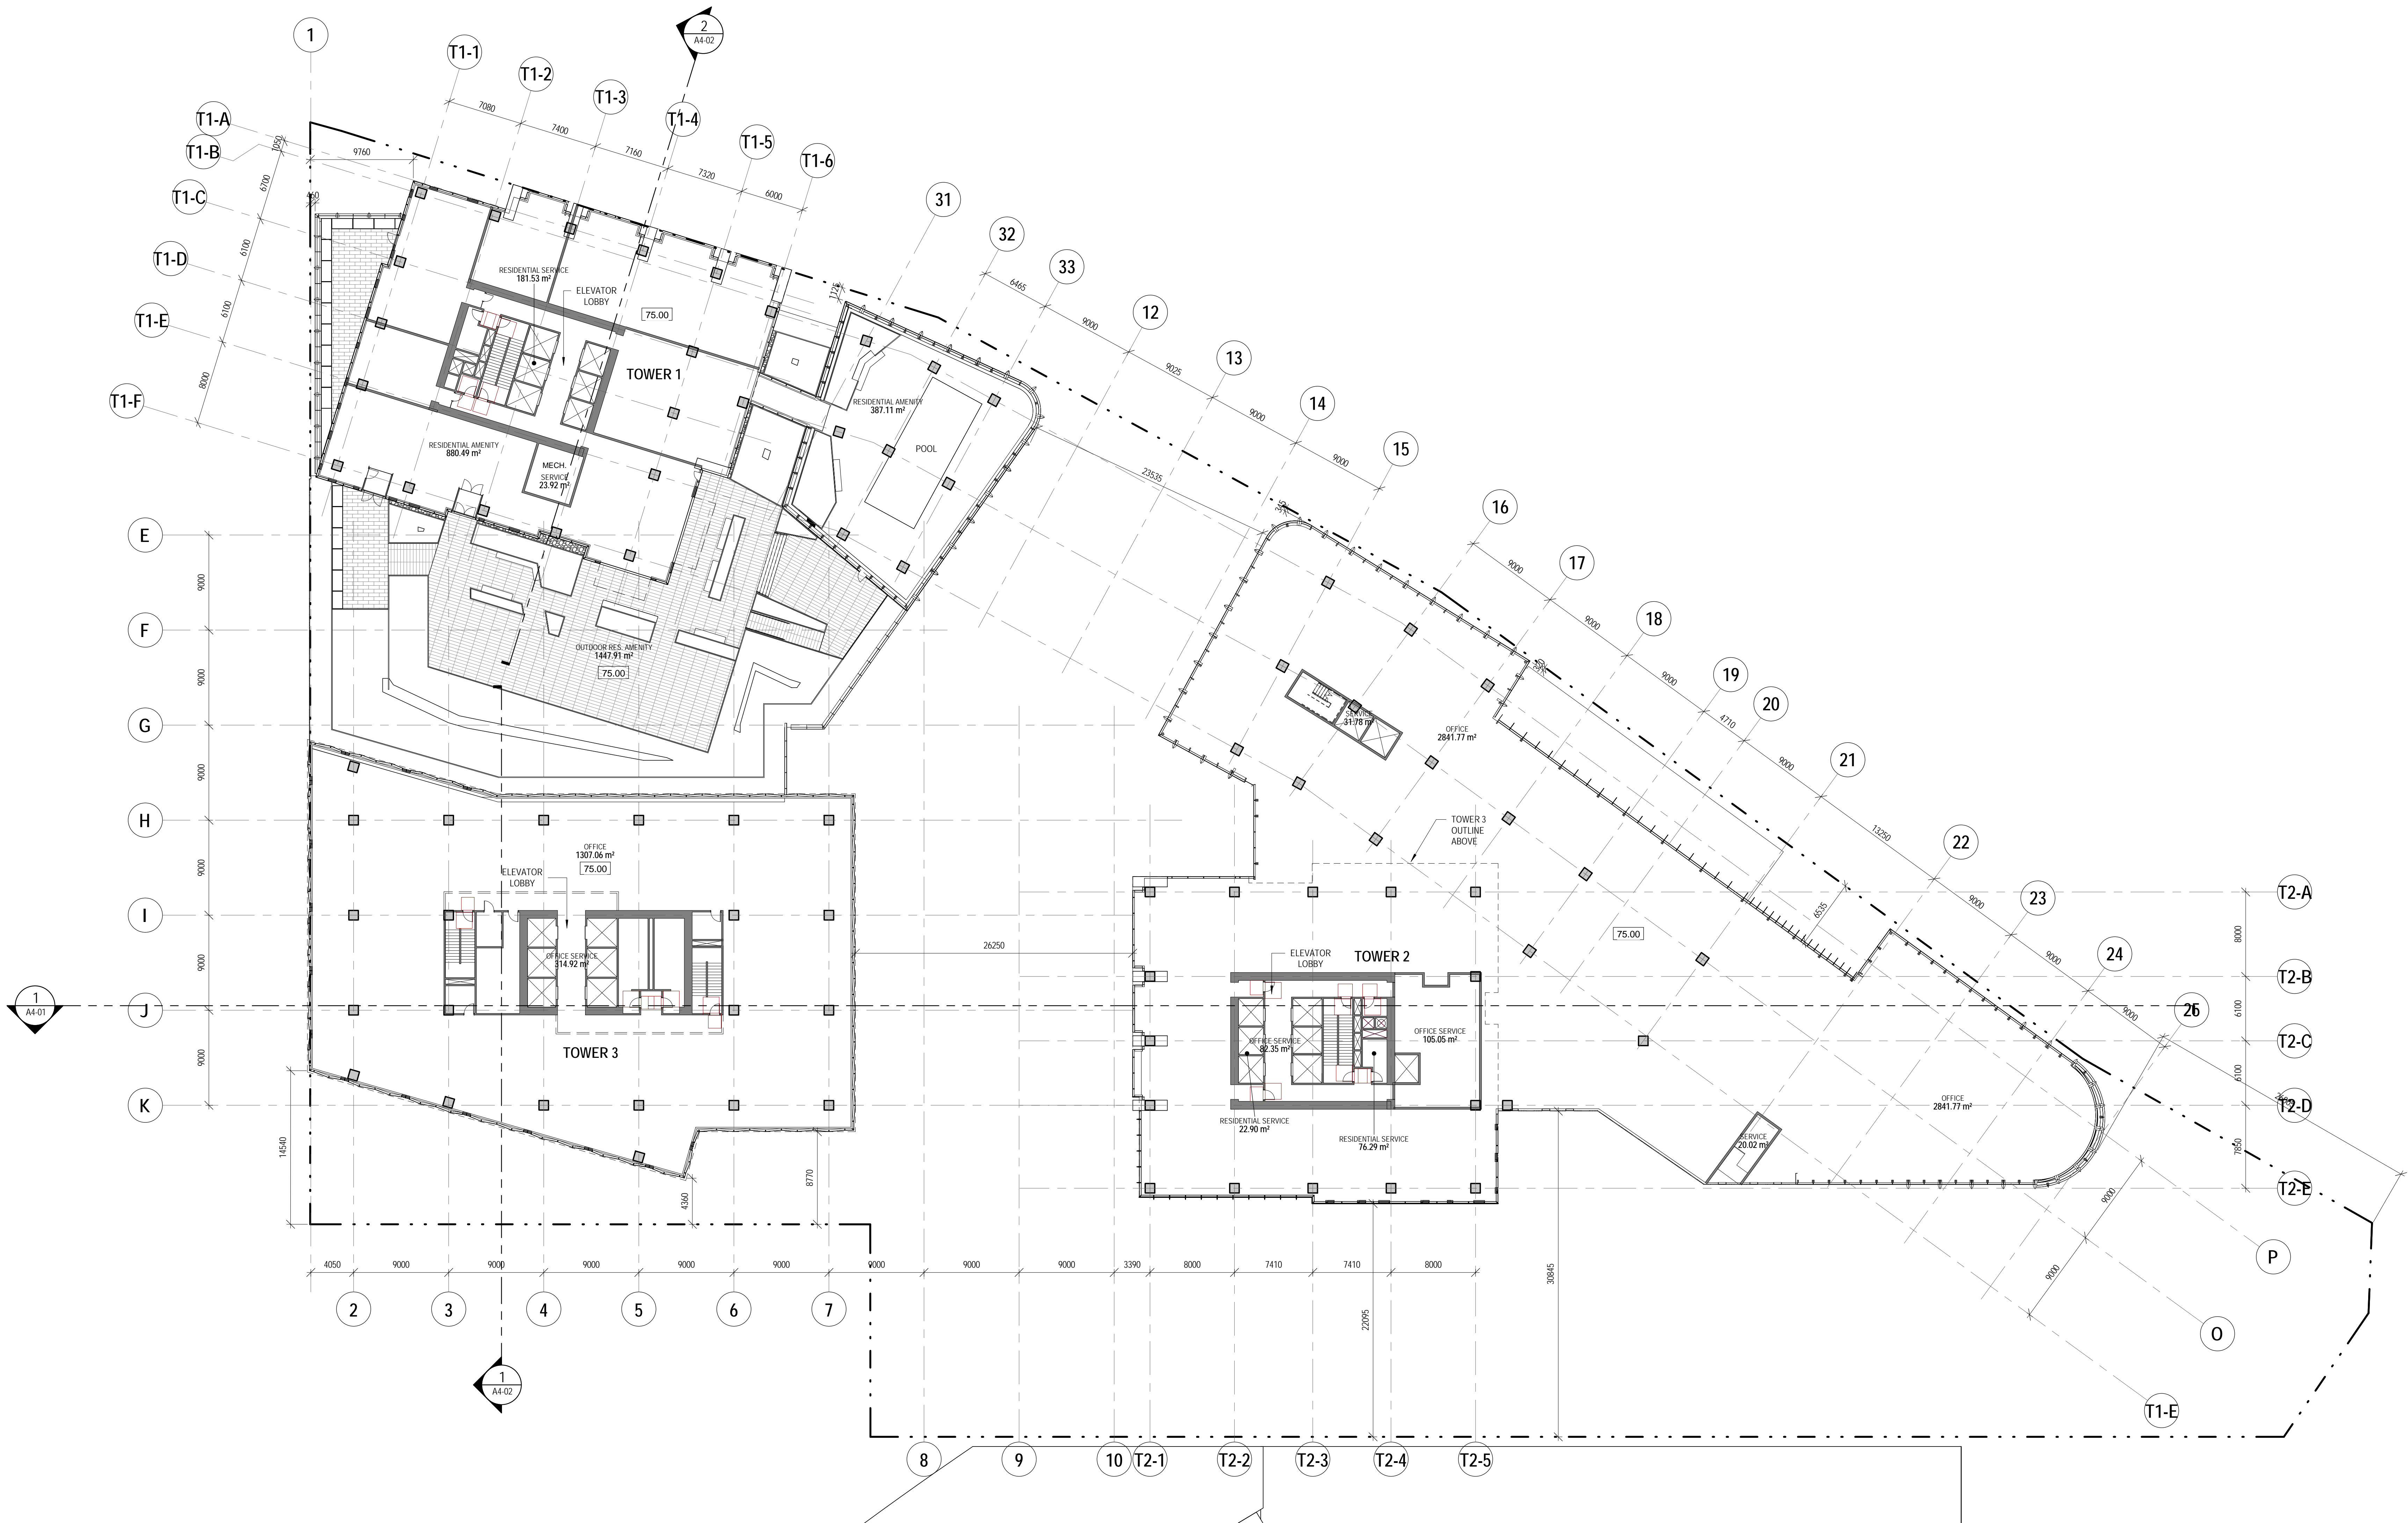 1
2
A4-02
T1-1
T1-2
T1-3
T1-4
T1-5
T1-6
31
32
33
12
13
14
15
16
17
18
19
20
21
22
23
24
T1-A
T1-B
T1-C
T1-D
T1-E
T1-F
1050
6700
6100
6100
8000
9760
460
7080
7400
7160
7320
6000
6465
9000
9025
9000
9000
23535
9000
9000
9000
4710
9000
13250
9000
9000
9000
6535
RESIDENTIAL SERVICE
181.53 m²
ELEVATOR
LOBBY
75.00
TOWER 1
RESIDENTIAL AMENITY
387.11 m²
POOL
RESIDENTIAL AMENITY
880.49 m²
MECH.
SERVICE
23.92 m²
OUTDOOR RES. AMENITY
1447.91 m²
75.00
E
F
G
H
I
J
K
9000
9000
9000
9000
9000
9000
SERVICE
31.78 m²
OFFICE
2841.77 m²
TOWER 3
OUTLINE
ABOVE
75.00
OFFICE
1307.06 m²
75.00
ELEVATOR
LOBBY
OFFICE SERVICE
314.92 m²
TOWER 3
26250
ELEVATOR
LOBBY
TOWER 2
OFFICE SERVICE
82.35 m²
OFFICE SERVICE
105.05 m²
RESIDENTIAL SERVICE
22.90 m²
RESIDENTIAL SERVICE
76.29 m²
OFFICE
2841.77 m²
SERVICE
20.02 m²
1
A4-01
T2-A
T2-B
T2-C
T2-D
T2-E
8000
6100
6100
7850
14540
4360
8770
22095
30845
9000
9000
P
O
T1-E
4050
9000
9000
9000
9000
9000
9000
9000
9000
3390
8000
7410
7410
8000
2
3
4
5
6
7
8
9
10
T2-1
T2-2
T2-3
T2-4
T2-5
1
A4-02